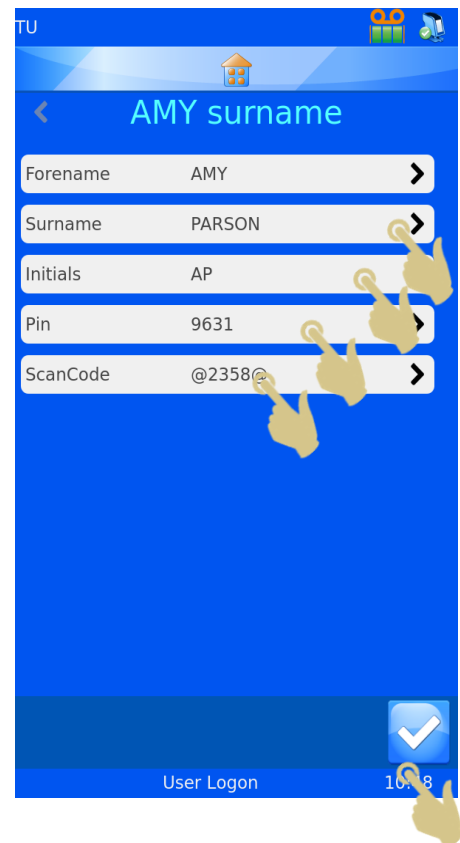 TU
AMY surname
Forename AMY
Surname PARSON
Initials AP
Pin 9631
ScanCode @2358@
User Logon